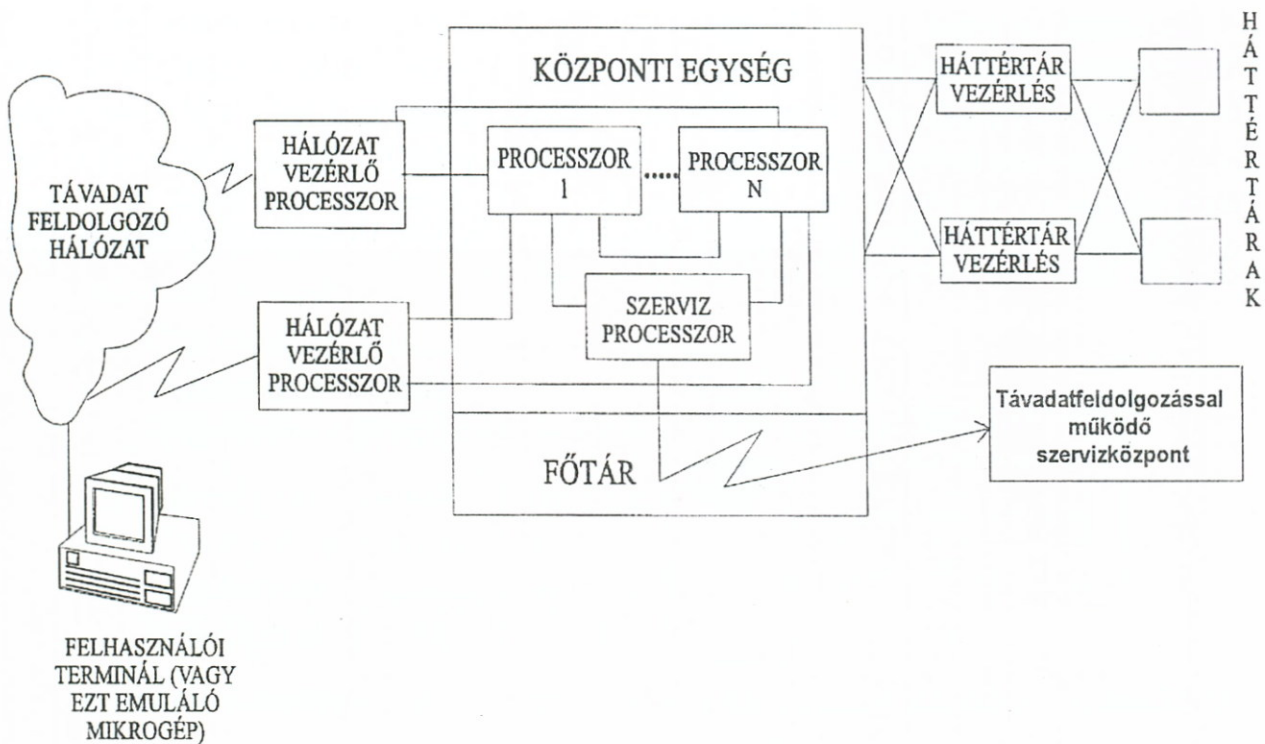 TÁVADAT
FELDOLGOZÓ
HÁLÓZAT
HÁLÓZAT
VEZÉRLŐ
PROCESSZOR
HÁLÓZAT
VEZÉRLŐ
PROCESSZOR
FELHASZNÁLÓI
TERMINÁL (VAGY
EZT EMULÁLÓ
MIKROGÉP)
KÖZPONTI EGYSÉG
PROCESSZOR
1
PROCESSZOR
N
SZERVIZ
PROCESSZOR
FŐTÁR
HÁTTÉRTÁR
VEZÉRLÉS
HÁTTÉRTÁR
VEZÉRLÉS
HÁTTÉRTÁRAK
Távadatfeldolgozással
működő
szervizközpont